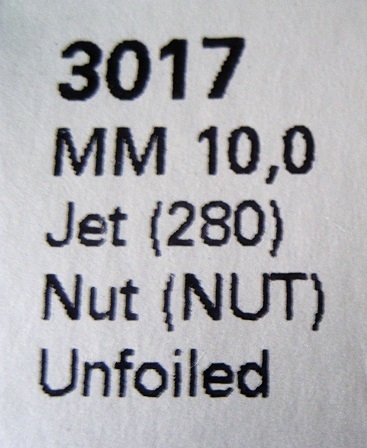 3017
MM 10,0
Jet (280)
Nut (NUT)
Unfoiled